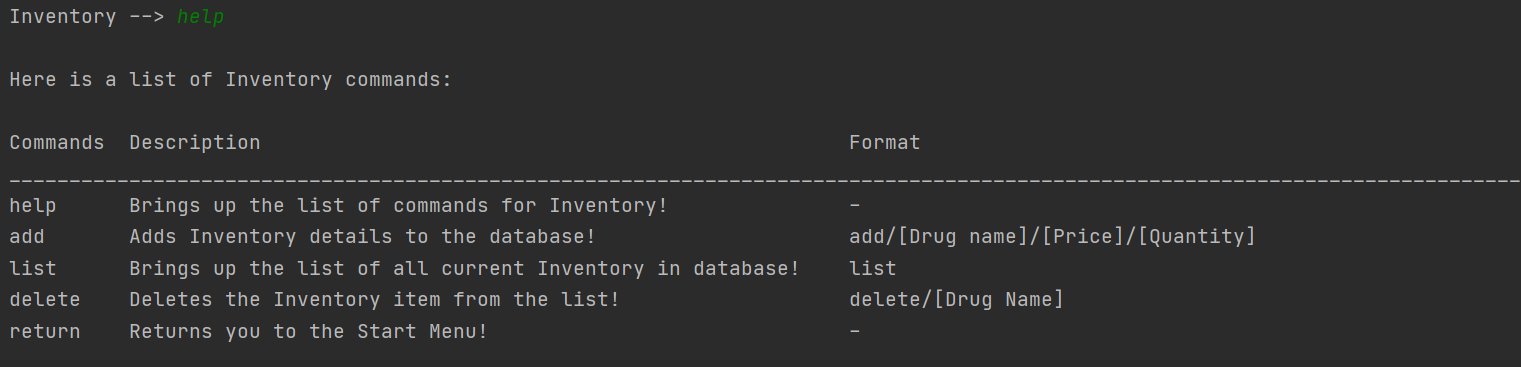 Inventory --> help
Here is a list of Inventory commands:
Commands  Description                                                 Format
help      Brings up the list of commands for Inventory!               -
add       Adds Inventory details to the database!                     add/[Drug name]/[Price]/[Quantity]
list      Brings up the list of all current Inventory in database!    list
delete    Deletes the Inventory item from the list!                   delete/[Drug Name]
return    Returns you to the Start Menu!                              -